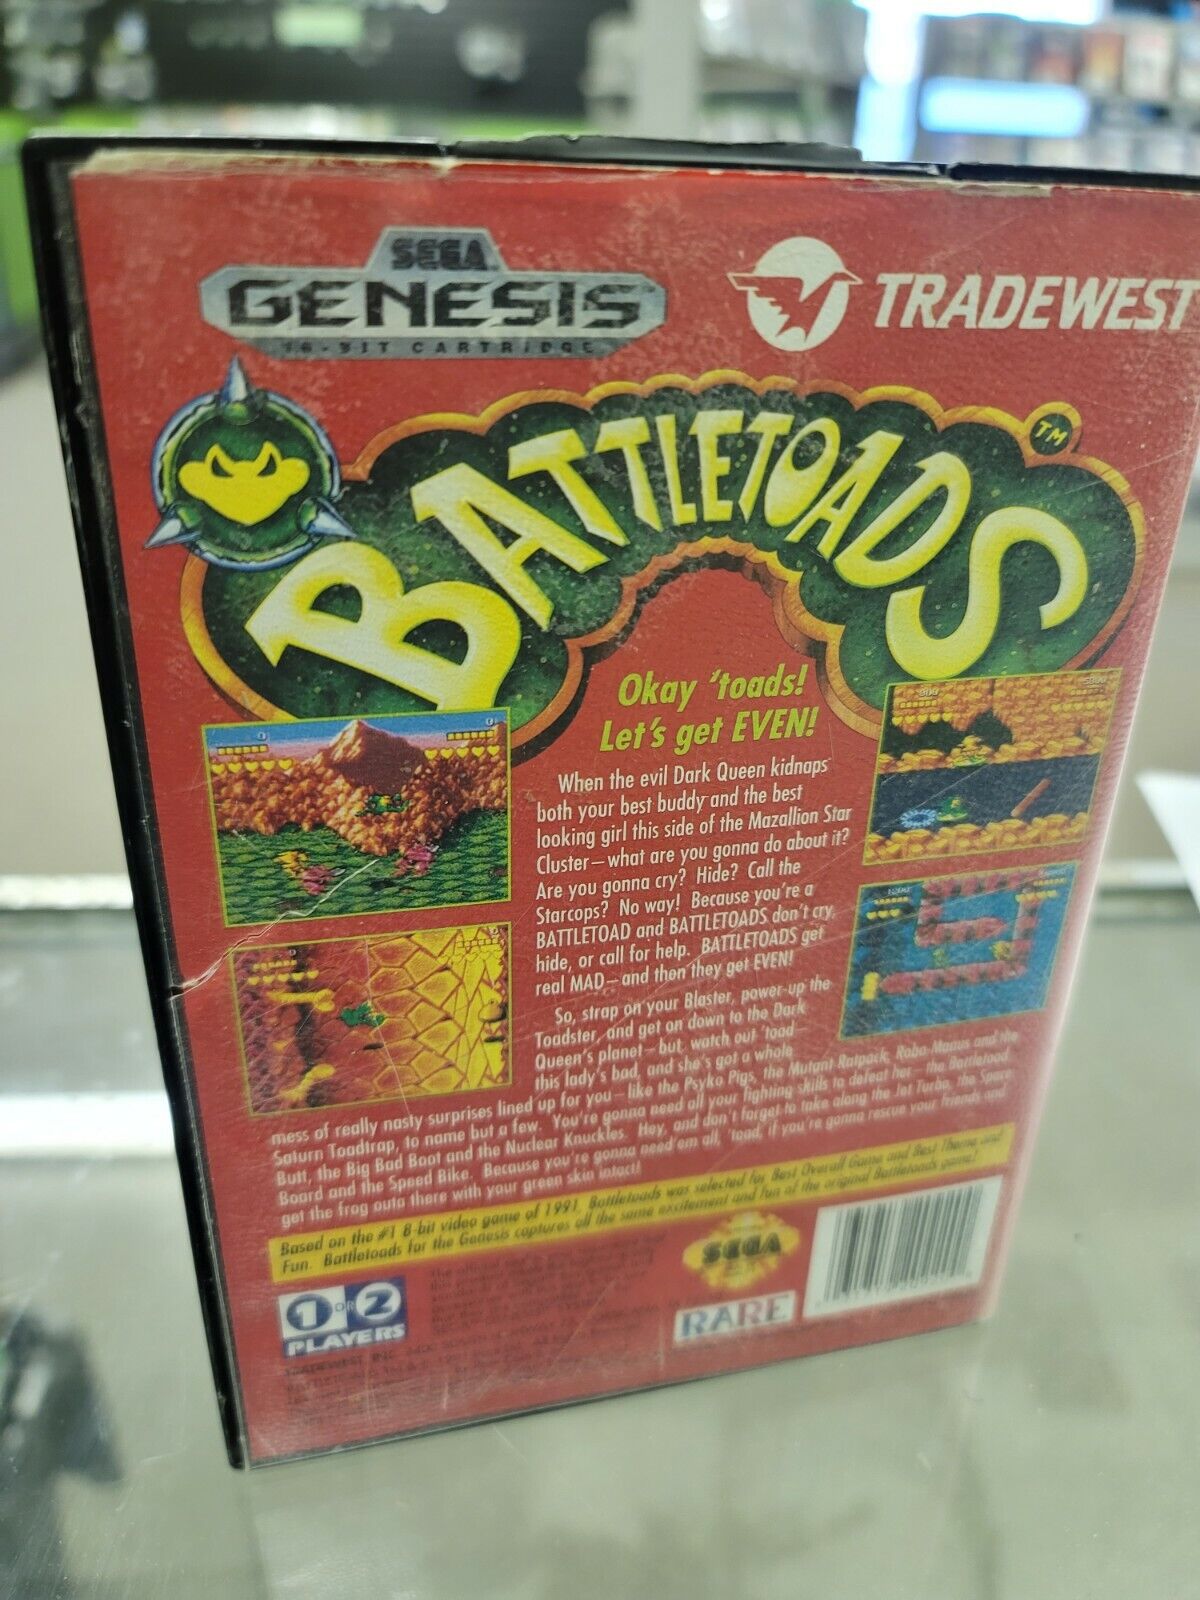 SEGA
GENESIS
16-BIT CARTRIDGE
TRADEWEST
BATTLETOADS
TM
Okay 'toads!
Let's get EVEN!
When the evil Dark Queen kidnaps
both your best buddy and the best
looking girl this side of the Mazallion Star
Cluster—what are you gonna do about it?
Are you gonna cry? Hide? Call the
Starcops? No way! Because you're a
BATTLETOAD and BATTLETOADS don't cry,
hide, or call for help. BATTLETOADS get
real MAD—and then they get EVEN!
So, strap on your Blaster, power-up the
Toadster, and get on down to the Dark
Queen's planet—but, watch out 'toad—
this lady's bad, and she's got a whole
mess of really nasty surprises lined up for you—like the Psyko Pigs, the Mutant Ratpack, Robo-Manus and the
Saturn Toadtrap, to name but a few. You're gonna need all your fighting skills to defeat her—the Battletoad
Butt, the Big Bad Boot and the Nuclear Knuckles. Hey, and don't forget to take along the Jet Turbo, the Space
Board and the Speed Bike. Because you're gonna need 'em all, 'toad, if you're gonna rescue your friends and
get the frog outa there with your green skin intact!
Based on the #1 8-bit video game of 1991, Battletoads was selected for Best Overall Game and Best Theme and
Fun. Battletoads for the Genesis captures all the same excitement and fun of the original Battletoads game!
1 OR 2
PLAYERS
SEGA
RARE
TRADEWEST INC.